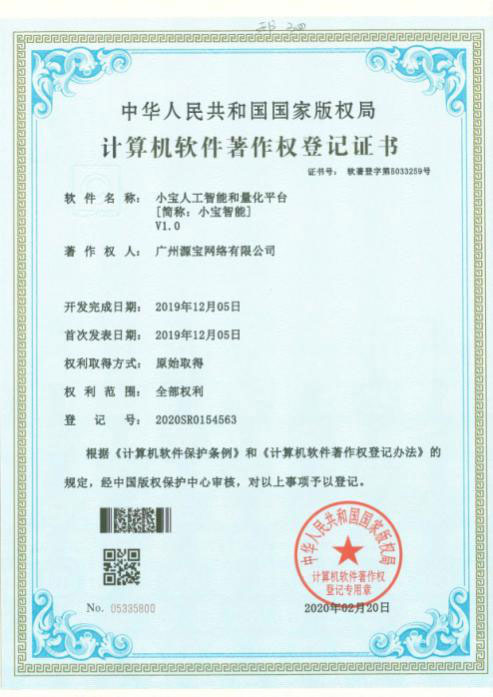 中华人民共和国国家版权局
计算机软件著作权登记证书
证书号： 软著登字第5033259号
软件名称： 小宝人工智能和量化平台
[简称：小宝智能]
V1.0
著作权人： 广州源宝网络有限公司
开发完成日期： 2019年12月05日
首次发表日期： 2019年12月05日
权利取得方式： 原始取得
权利范围： 全部权利
登记号： 2020SR0154563
根据《计算机软件保护条例》和《计算机软件著作权登记办法》的
规定，经中国版权保护中心审核，对以上事项予以登记。
中华人民共和国国家版权局
计算机软件著作权
登记专用章
No. 05335800
2020年02月20日